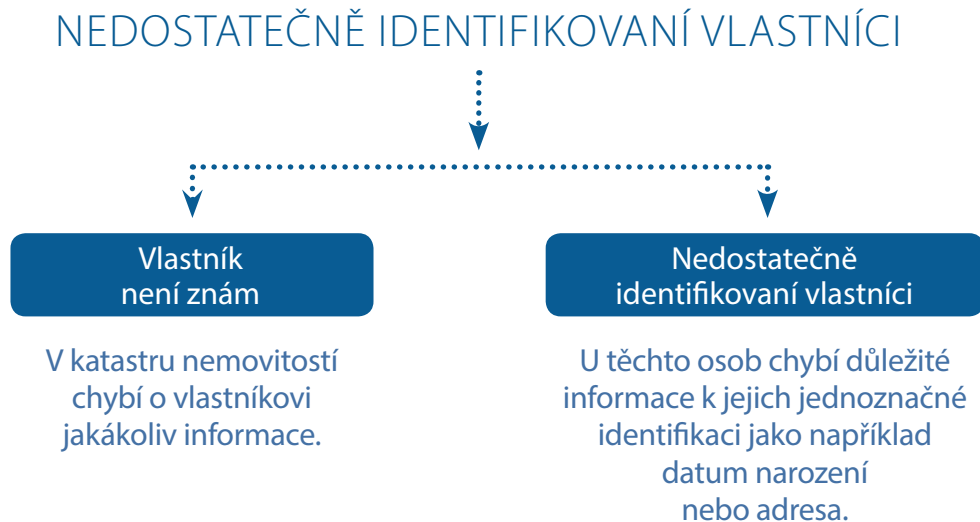 NEDOSTATEČNĚ IDENTIFIKOVANÍ VLASTNÍCI
Vlastník
není znám
V katastru nemovitostí
chybí o vlastníkovi
jakákoliv informace.
Nedostatečně
identifikovaní vlastníci
U těchto osob chybí důležité
informace k jejich jednoznačné
identifikaci jako například
datum narození
nebo adresa.